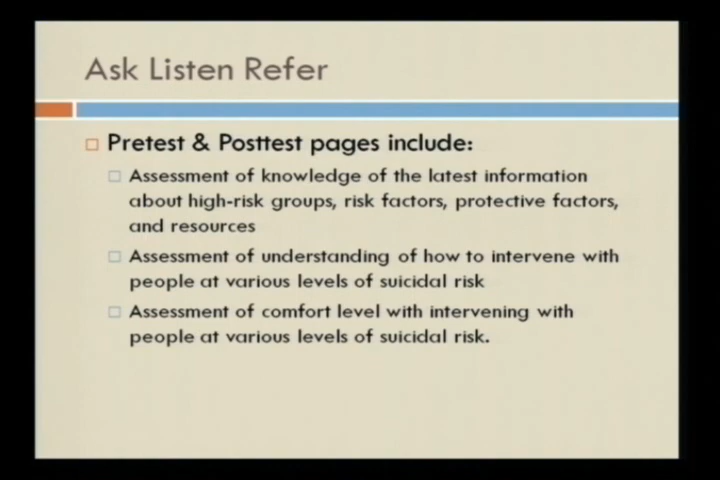 Ask Listen Refer
Pretest & Posttest pages include:
Assessment of knowledge of the latest information
about high-risk groups, risk factors, protective factors,
and resources
Assessment of understanding of how to intervene with
people at various levels of suicidal risk
Assessment of comfort level with intervening with
people at various levels of suicidal risk.